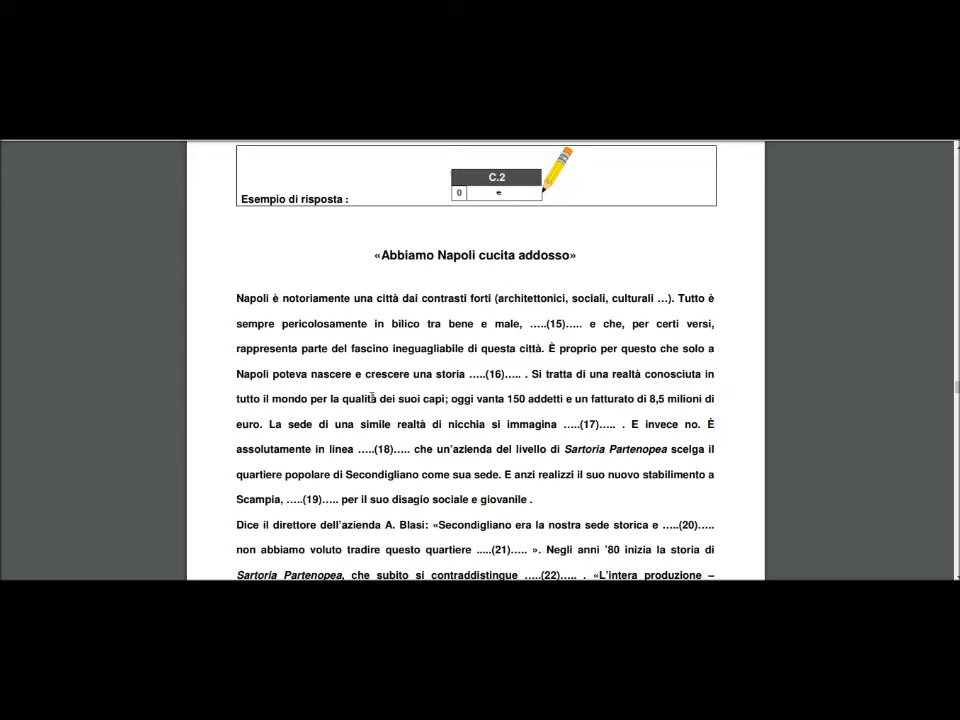 C.2
0 e
Esempio di risposta :
«Abbiamo Napoli cucita addosso»
Napoli è notoriamente una città dai contrasti forti (architettonici, sociali, culturali …). Tutto è
sempre pericolosamente in bilico tra bene e male, …..(15)….. e che, per certi versi,
rappresenta parte del fascino ineguagliabile di questa città. È proprio per questo che solo a
Napoli poteva nascere e crescere una storia …..(16)….. . Si tratta di una realtà conosciuta in
tutto il mondo per la qualità dei suoi capi; oggi vanta 150 addetti e un fatturato di 8,5 milioni di
euro. La sede di una simile realtà di nicchia si immagina …..(17)….. . E invece no. È
assolutamente in linea …..(18)….. che un’azienda del livello di Sartoria Partenopea scelga il
quartiere popolare di Secondigliano come sua sede. E anzi realizzi il suo nuovo stabilimento a
Scampia, …..(19)….. per il suo disagio sociale e giovanile .
Dice il direttore dell’azienda A. Blasi: «Secondigliano era la nostra sede storica e …..(20)…..
non abbiamo voluto tradire questo quartiere .....(21)….. ». Negli anni ’80 inizia la storia di
Sartoria Partenopea, che subito si contraddistingue …..(22)….. . «L’intera produzione –